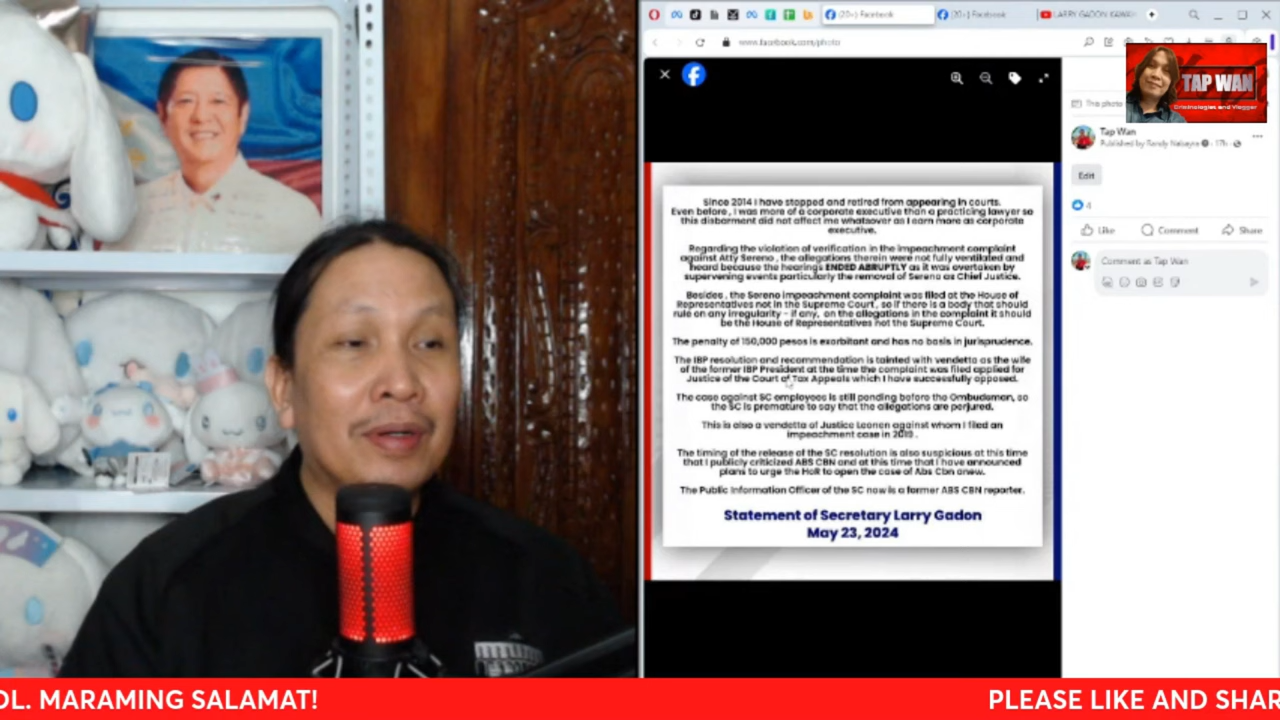 (20+) Facebook
(20+) Facebook
LARRY GADON KAWAW
www.facebook.com/photo
TAP WAN
Criminologist and Vlogger
This photo
Tap Wan
Edit
4
Like
Comment
Share
Comment as Tap Wan
Since 2014 I have stopped and retired from appearing in courts.
Even before , I was more of a corporate executive than a practicing lawyer so
this disbarment did not affect me whatsover as I earn more as corporate
executive.
Regarding the violation of verification in the impeachment complaint
against Atty Sereno , the allegations therein were not fully ventilated and
heard because the hearings ENDED ABRUPTLY as it was overtaken by
supervening events particularly the removal of Sereno as Chief Justice.
Besides , the Sereno impeachment complaint was filed at the House of
Representatives not in the Supreme Court , so if there is a body that should
rule on any irregularity - if any, on the allegations in the complaint it should
be the House of Representatives not the Supreme Court.
The penalty of 150,000 pesos is exorbitant and has no basis in jurisprudence.
The IBP resolution and recommendation is tainted with vendetta as the wife
of the former IBP President at the time the complaint was filed applied for
Justice of the Court of Tax Appeals which I have successfully opposed.
The case against SC employees is still pending before the Ombudsman, so
the SC is premature to say that the allegations are perjured.
This is also a vendetta of Justice Leonen against whom I filed an
impeachment case in 2019 .
The timing of the release of the SC resolution is also suspicious at this time
that I publicly criticized ABS CBN and at this time that I have announced
plans to urge the HoR to open the case of Abs Cbn anew.
The Public Information Officer of the SC now is a former ABS CBN reporter.
Statement of Secretary Larry Gadon
May 23, 2024
OL. MARAMING SALAMAT!
PLEASE LIKE AND SHAR